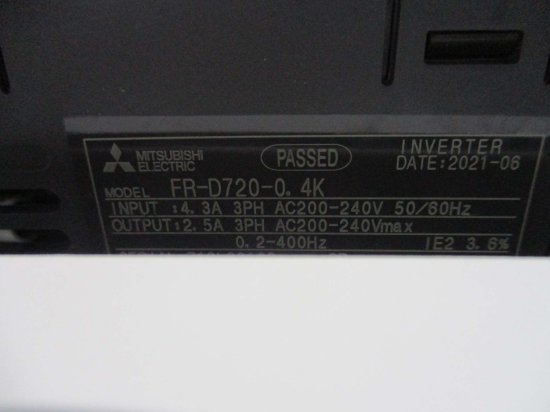 MITSUBISHI ELECTRIC
PASSED
INVERTER
DATE:2021-06
MODEL FR-D720-0.4K
INPUT :4.3A 3PH AC200-240V 50/60Hz
OUTPUT:2.5A 3PH AC200-240Vmax
0.2-400Hz IE2 3.6%